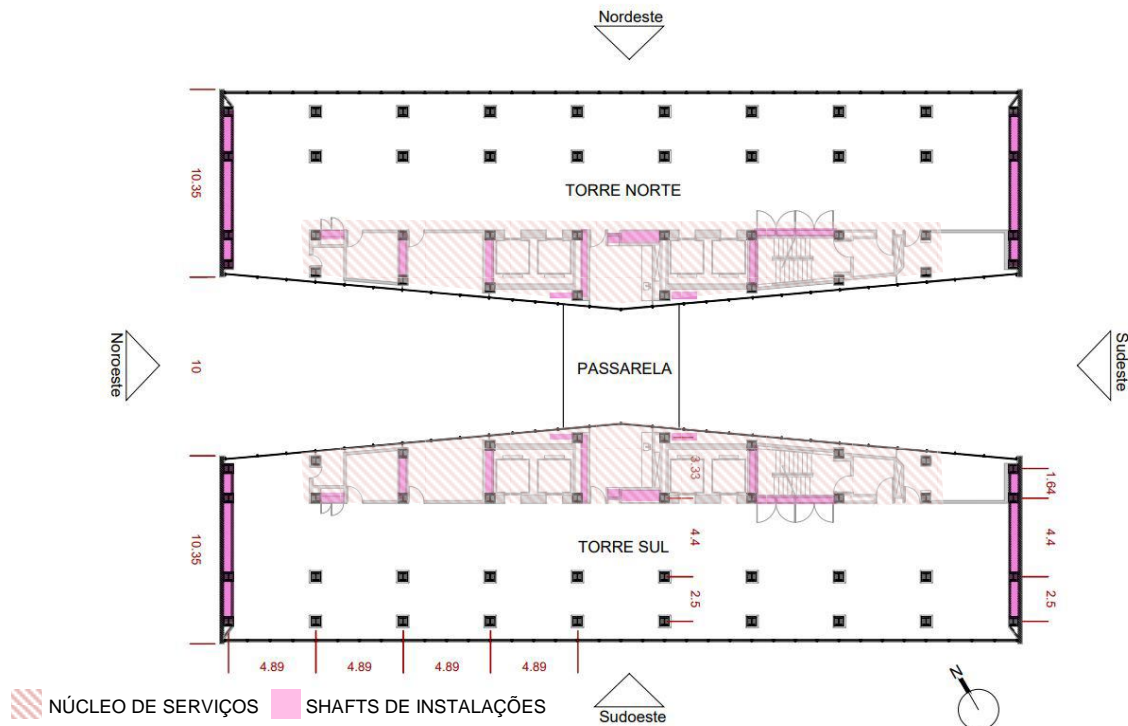 Nordeste
10.35
TORRE NORTE
Noroeste
10
PASSARELA
Sudeste
3.33
1.64
10.35
TORRE SUL
4.4
4.4
2.5
2.5
4.89
4.89
4.89
4.89
N
NÚCLEO DE SERVIÇOS
SHAFTS DE INSTALAÇÕES
Sudoeste